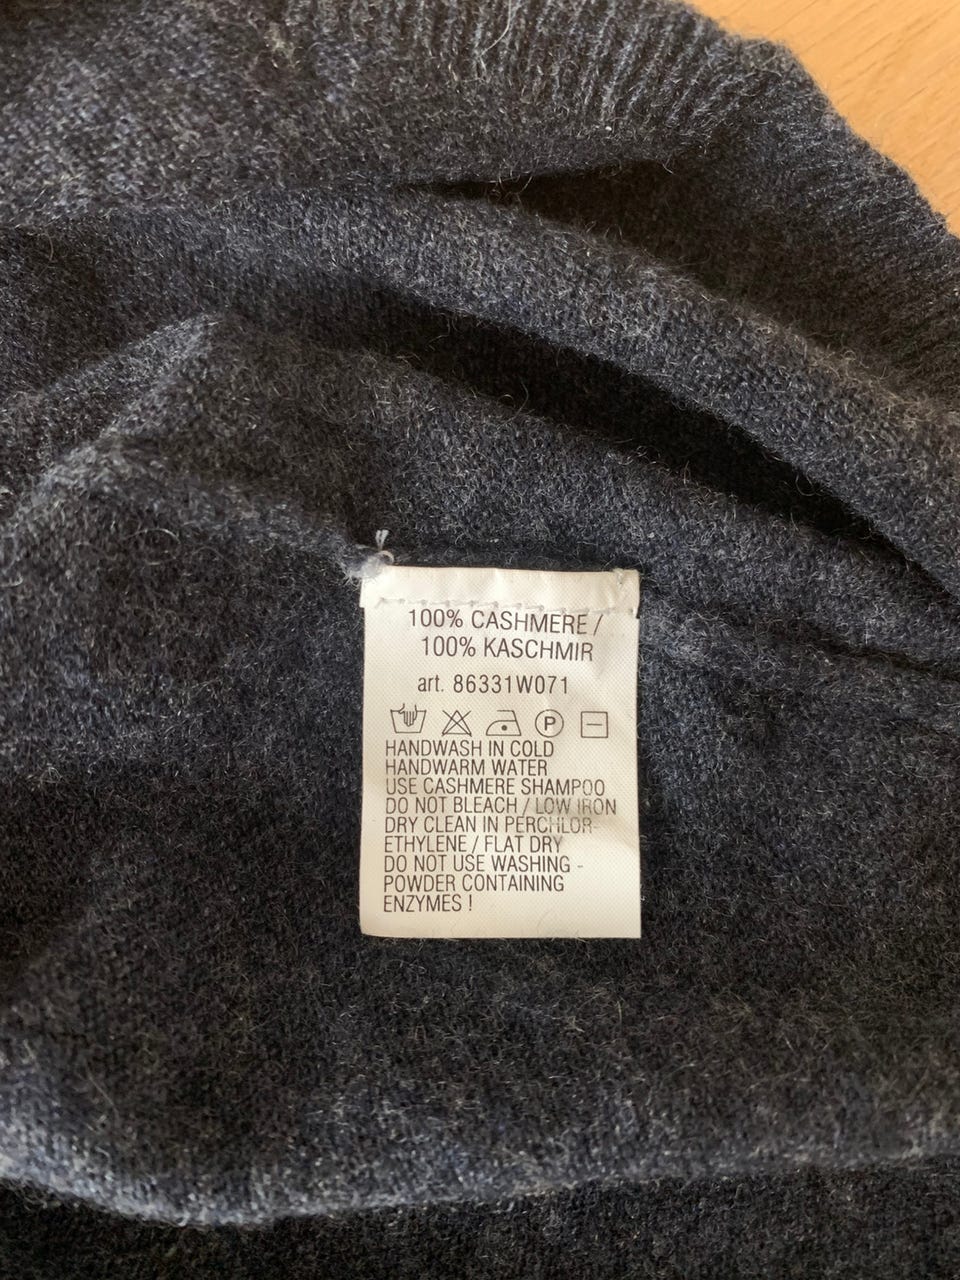 100% CASHMERE /
100% KASCHMIR
art. 86331W071
P
HANDWASH IN COLD
HANDWARM WATER
USE CASHMERE SHAMPOO
DO NOT BLEACH / LOW IRON
DRY CLEAN IN PERCHLOR-
ETHYLENE / FLAT DRY
DO NOT USE WASHING -
POWDER CONTAINING
ENZYMES !